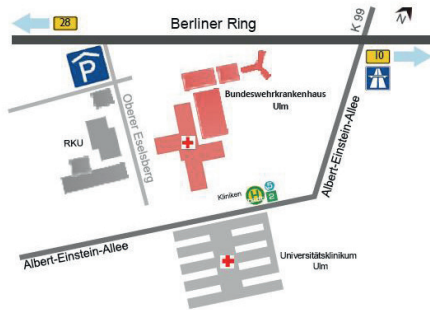 28
Berliner Ring
K 99
N
10
P
Bundeswehrkrankenhaus
Ulm
Oberer Eselsberg
RKU
Albert-Einstein-Allee
Kliniken
H
S
2
Albert-Einstein-Allee
Universitätsklinikum
Ulm